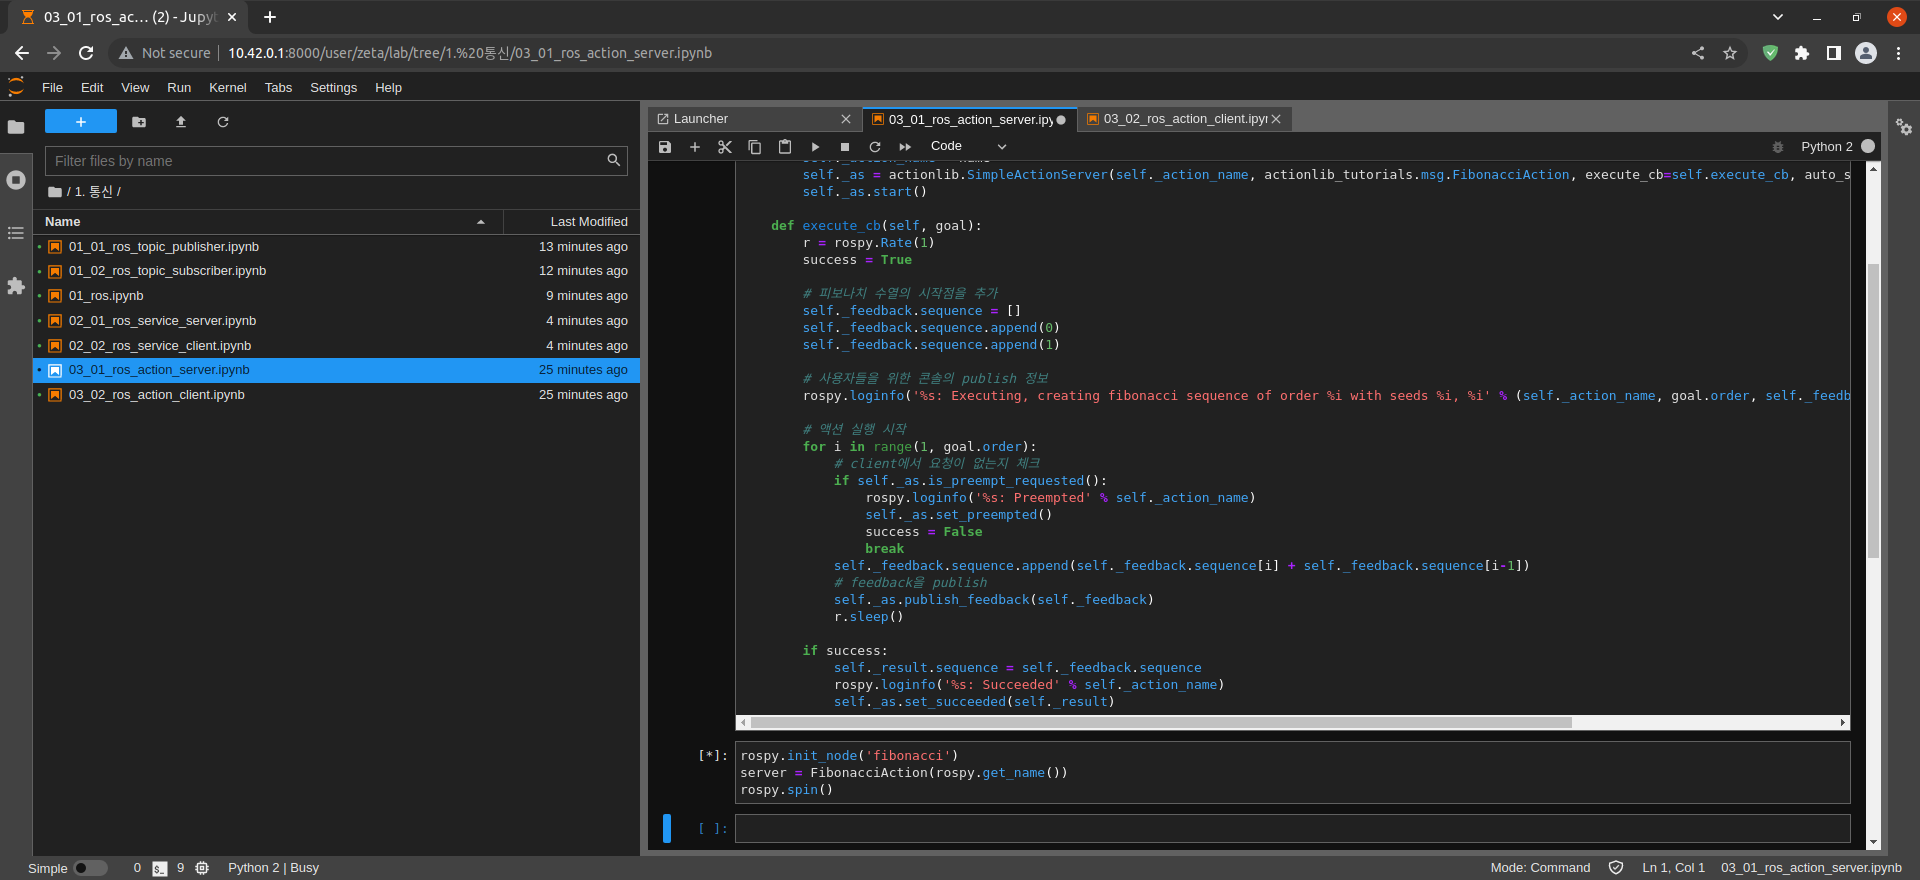 03_01_ros_ac… (2) - Jupyt
Not secure | 10.42.0.1:8000/user/zeta/lab/tree/1.%20통신/03_01_ros_action_server.ipynb
File Edit View Run Kernel Tabs Settings Help
Filter files by name
/ 1. 통신 /
Name Last Modified
01_01_ros_topic_publisher.ipynb 13 minutes ago
01_02_ros_topic_subscriber.ipynb 12 minutes ago
01_ros.ipynb 9 minutes ago
02_01_ros_service_server.ipynb 4 minutes ago
02_02_ros_service_client.ipynb 4 minutes ago
03_01_ros_action_server.ipynb 25 minutes ago
03_02_ros_action_client.ipynb 25 minutes ago
Launcher 03_01_ros_action_server.ipy 03_02_ros_action_client.ipyr
Code Python 2
self._as = actionlib.SimpleActionServer(self._action_name, actionlib_tutorials.msg.FibonacciAction, execute_cb=self.execute_cb, auto_s
self._as.start()
def execute_cb(self, goal):
r = rospy.Rate(1)
success = True
# 피보나치 수열의 시작점을 추가
self._feedback.sequence = []
self._feedback.sequence.append(0)
self._feedback.sequence.append(1)
# 사용자들을 위한 콘솔의 publish 정보
rospy.loginfo('%s: Executing, creating fibonacci sequence of order %i with seeds %i, %i' % (self._action_name, goal.order, self._feedb
# 액션 실행 시작
for i in range(1, goal.order):
# client에서 요청이 없는지 체크
if self._as.is_preempt_requested():
rospy.loginfo('%s: Preempted' % self._action_name)
self._as.set_preempted()
success = False
break
self._feedback.sequence.append(self._feedback.sequence[i] + self._feedback.sequence[i-1])
# feedback을 publish
self._as.publish_feedback(self._feedback)
r.sleep()
if success:
self._result.sequence = self._feedback.sequence
rospy.loginfo('%s: Succeeded' % self._action_name)
self._as.set_succeeded(self._result)
[*]: rospy.init_node('fibonacci')
server = FibonacciAction(rospy.get_name())
rospy.spin()
[ ]:
Simple 0 9 Python 2 | Busy Mode: Command Ln 1, Col 1 03_01_ros_action_server.ipynb